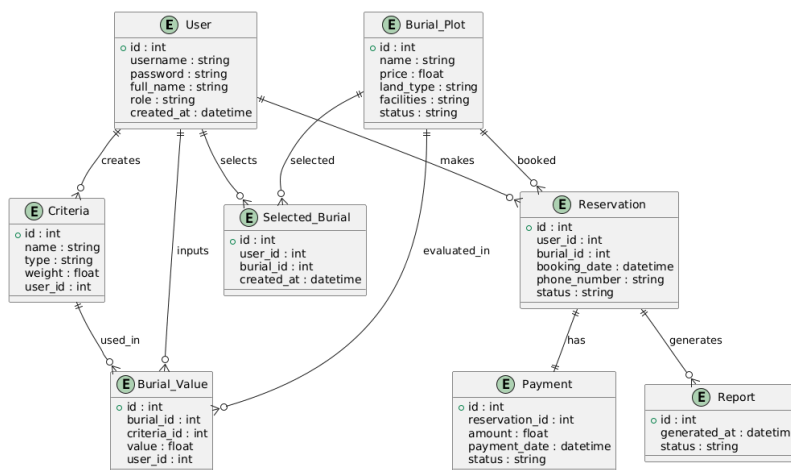 E User
id : int
username : string
password : string
full_name : string
role : string
created_at : datetime
E Burial_Plot
id : int
name : string
price : float
land_type : string
facilities : string
status : string
creates
selects
selected
makes
booked
E Criteria
id : int
name : string
type : string
weight : float
user_id : int
E Selected_Burial
id : int
user_id : int
burial_id : int
created_at : datetime
E Reservation
id : int
user_id : int
burial_id : int
booking_date : datetime
phone_number : string
status : string
inputs
evaluated_in
used_in
has
generates
E Burial_Value
id : int
burial_id : int
criteria_id : int
value : float
user_id : int
E Payment
id : int
reservation_id : int
amount : float
payment_date : datetime
status : string
E Report
id : int
generated_at : datetim
status : string